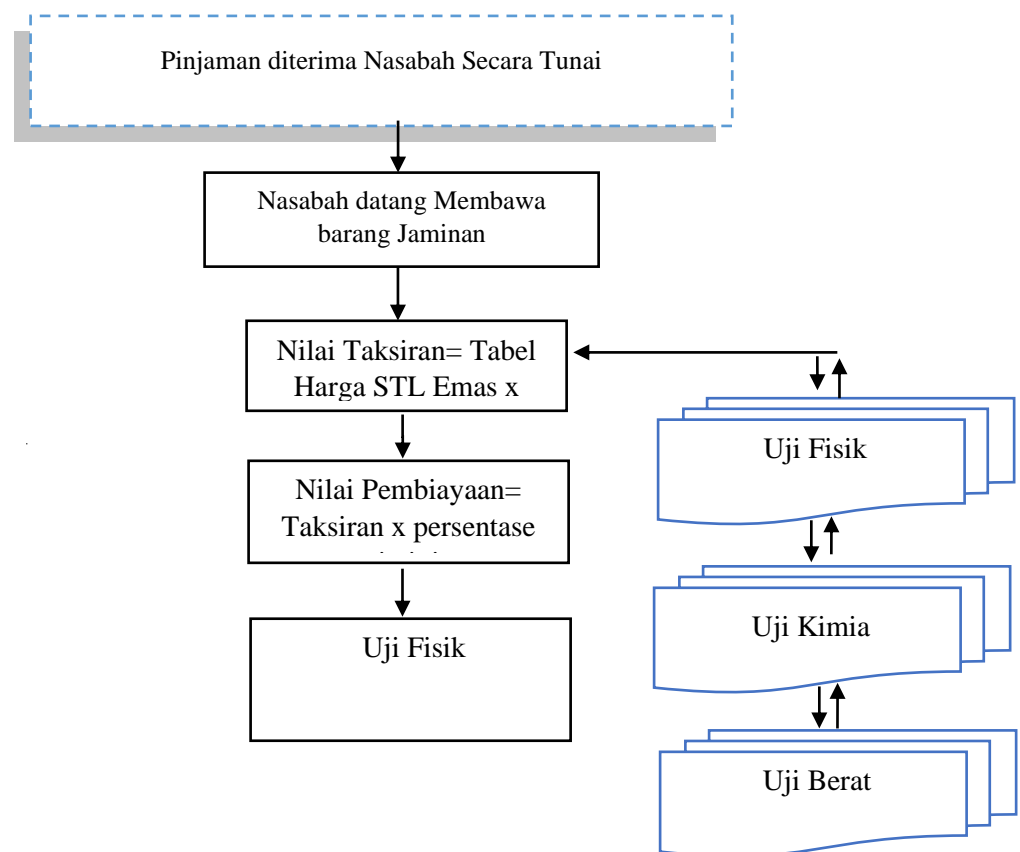 Pinjaman diterima Nasabah Secara Tunai
Nasabah datang Membawa
barang Jaminan
Nilai Taksiran= Tabel
Harga STL Emas x
Nilai Pembiayaan=
Taksiran x persentase
Uji Fisik
Uji Fisik
Uji Kimia
Uji Berat